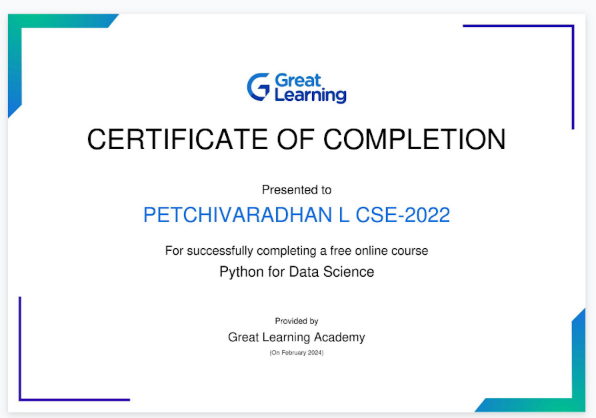 Great
Learning
CERTIFICATE OF COMPLETION
Presented to
PETCHIVARADHAN L CSE-2022
For successfully completing a free online course
Python for Data Science
Provided by
Great Learning Academy
(On February 2024)